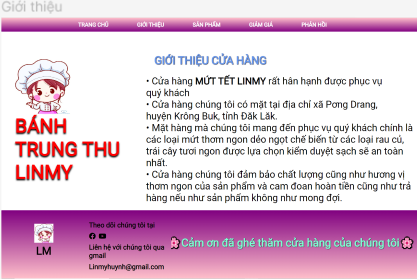 Giới thiệu
TRANG CHỦ GIỚI THIỆU SẢN PHẨM GIẢM GIÁ PHẢN HỒI
GIỚI THIỆU CỬA HÀNG
• Cửa hàng MỨT TẾT LINMY rất hân hạnh được phục vụ
quý khách
• Cửa hàng chúng tôi có mặt tại địa chỉ xã Pơng Drang,
huyện Krông Buk, tỉnh Đăk Lăk.
• Mặt hàng mà chúng tôi mang đến phục vụ quý khách chính là
các loại mứt thơm ngon dẻo ngọt chế biến từ các loại rau củ,
trái cây tươi ngon được lựa chọn kiểm duyệt sạch sẽ an toàn
nhất.
• Cửa hàng chúng tôi đảm bảo chất lượng cũng như hương vị
thơm ngon của sản phẩm và cam đoan hoàn tiền cũng như trả
hàng nếu như sản phẩm không như mong đợi.
BÁNH
TRUNG THU
LINMY
LM
Theo dõi chúng tôi tại
Liên hệ với chúng tôi qua
gmail
Linmyhuynh@gmail.com
Cảm ơn đã ghé thăm cửa hàng của chúng tôi